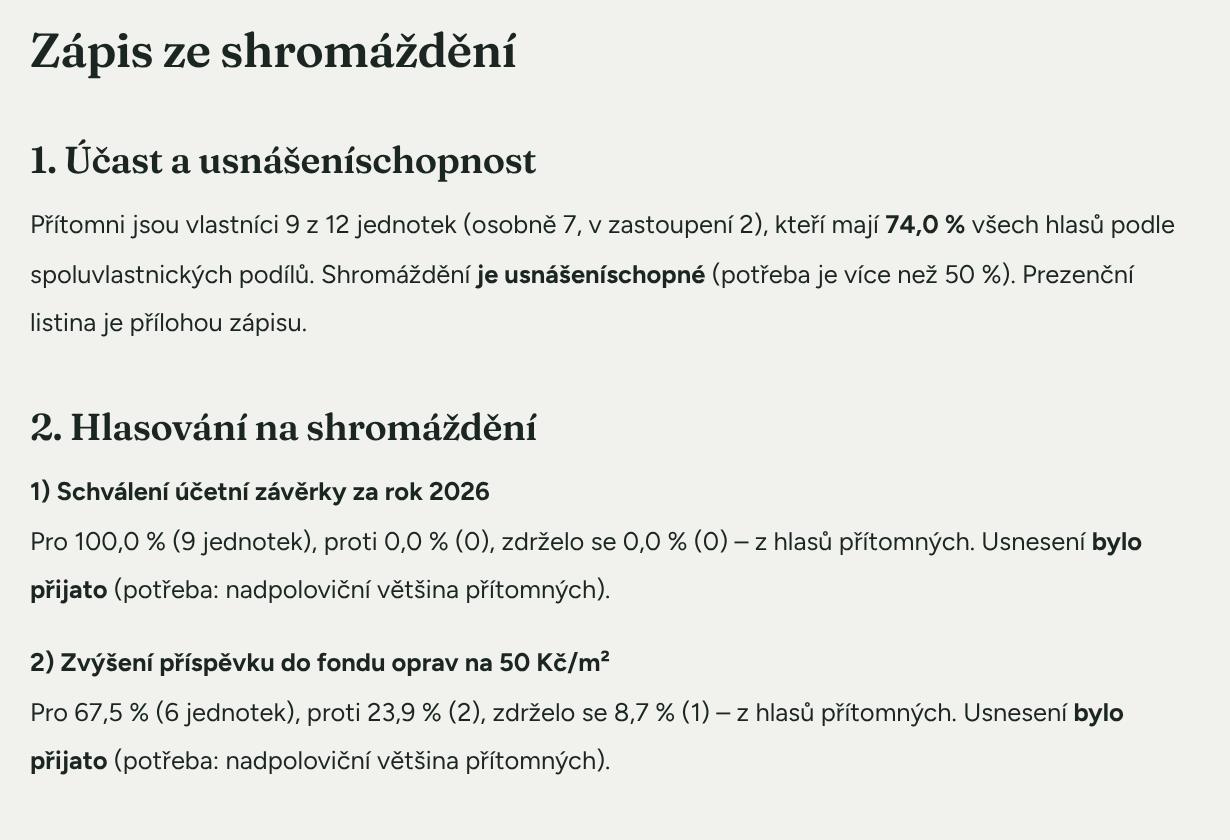 Zápis ze shromáždění
1. Účast a usnášeníschopnost
Přítomni jsou vlastníci 9 z 12 jednotek (osobně 7, v zastoupení 2), kteří mají 74,0 % všech hlasů podle
spoluvlastnických podílů. Shromáždění je usnášeníschopné (potřeba je více než 50 %). Prezenční
listina je přílohou zápisu.
2. Hlasování na shromáždění
1) Schválení účetní závěrky za rok 2026
Pro 100,0 % (9 jednotek), proti 0,0 % (0), zdrželo se 0,0 % (0) – z hlasů přítomných. Usnesení bylo
přijato (potřeba: nadpoloviční většina přítomných).
2) Zvýšení příspěvku do fondu oprav na 50 Kč/m²
Pro 67,5 % (6 jednotek), proti 23,9 % (2), zdrželo se 8,7 % (1) – z hlasů přítomných. Usnesení bylo
přijato (potřeba: nadpoloviční většina přítomných).